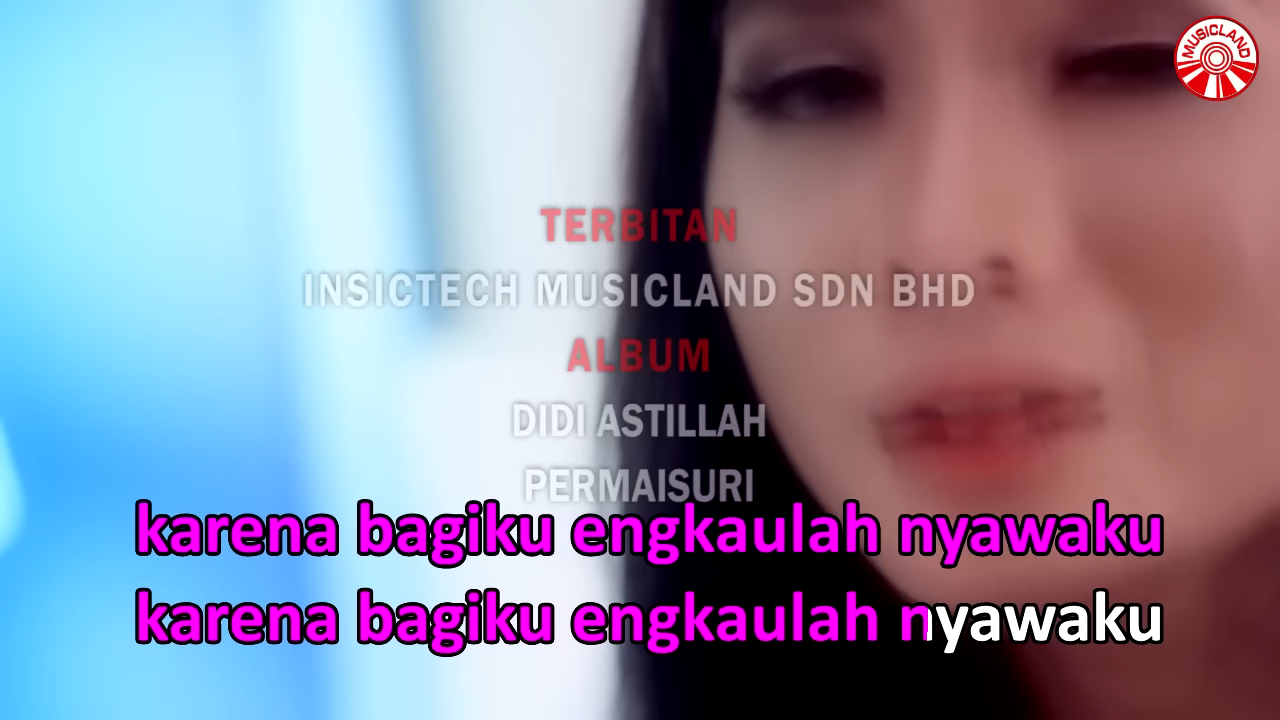 MUSICLAND
TERBITAN
INSICTECH MUSICLAND SDN BHD
ALBUM
DIDI ASTILLAH
PERMAISURI
karena bagiku engkaulah nyawaku
karena bagiku engkaulah nyawaku